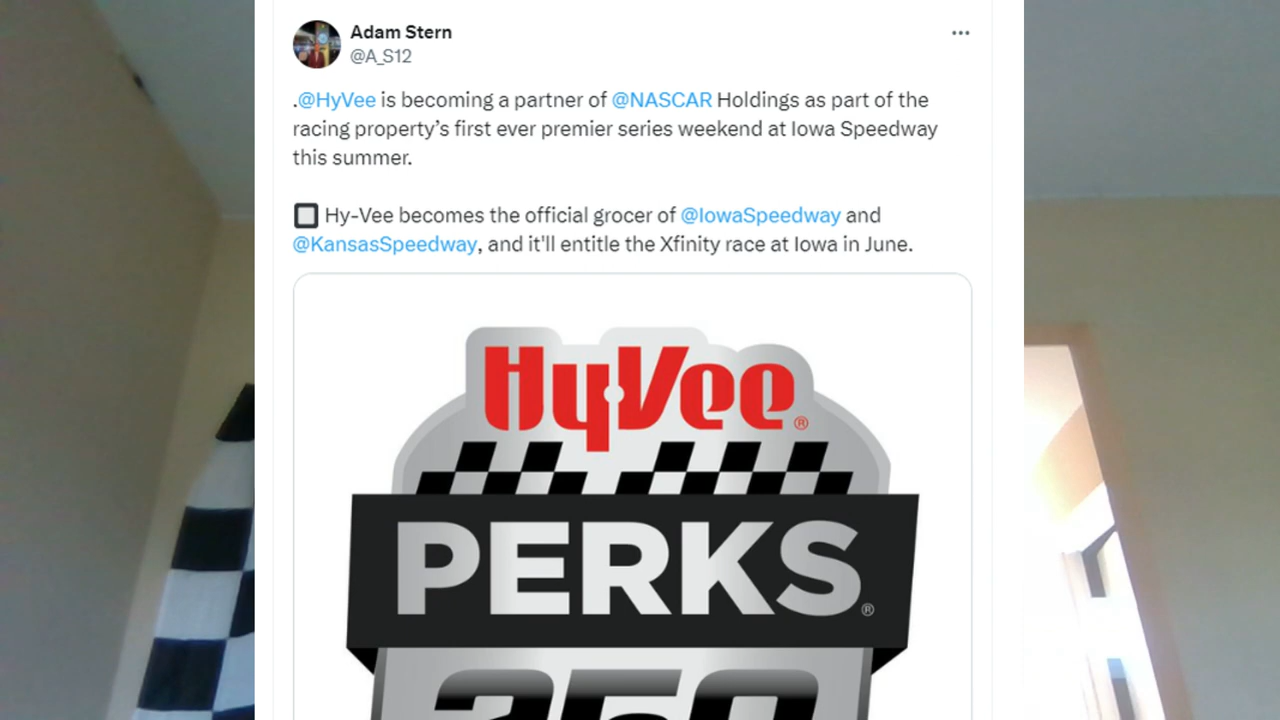 Adam Stern
@A_S12
.@HyVee is becoming a partner of @NASCAR Holdings as part of the
racing property’s first ever premier series weekend at Iowa Speedway
this summer.
Hy-Vee becomes the official grocer of @IowaSpeedway and
@KansasSpeedway, and it'll entitle the Xfinity race at Iowa in June.
HyVee®
PERKS®
250